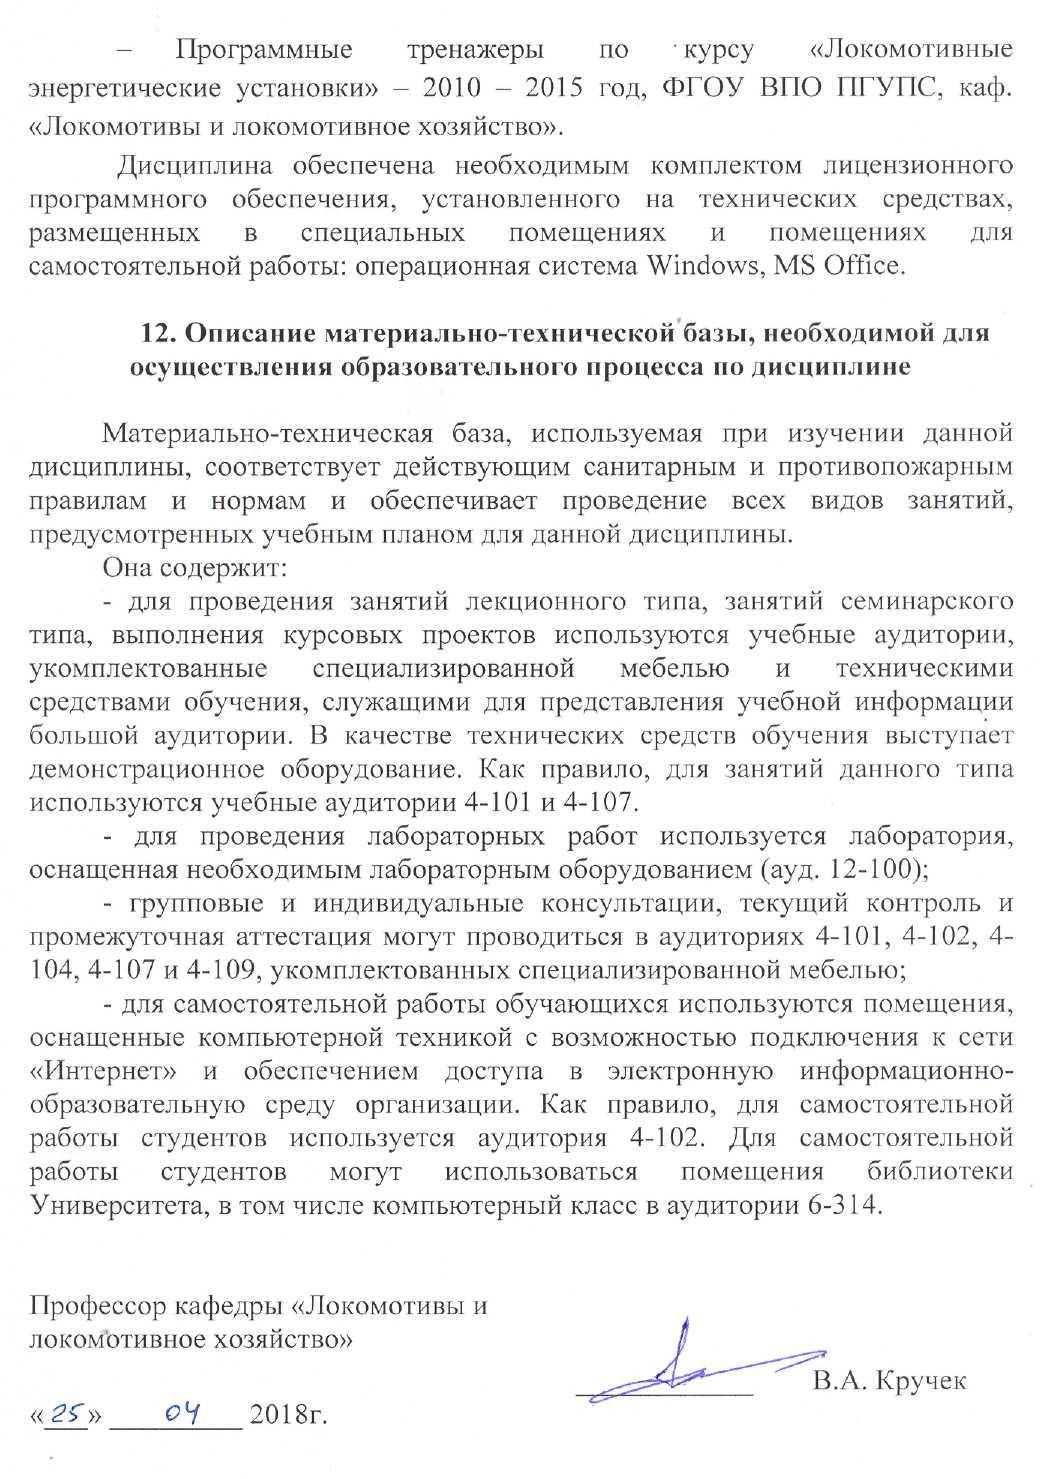 – Программные тренажеры по курсу «Локомотивные
энергетические установки» – 2010 – 2015 год, ФГОУ ВПО ПГУПС, каф.
«Локомотивы и локомотивное хозяйство».
Дисциплина обеспечена необходимым комплектом лицензионного
программного обеспечения, установленного на технических средствах,
размещенных в специальных помещениях и помещениях для
самостоятельной работы: операционная система Windows, MS Office.
12. Описание материально-технической базы, необходимой для
осуществления образовательного процесса по дисциплине
Материально-техническая база, используемая при изучении данной
дисциплины, соответствует действующим санитарным и противопожарным
правилам и нормам и обеспечивает проведение всех видов занятий,
предусмотренных учебным планом для данной дисциплины.
Она содержит:
- для проведения занятий лекционного типа, занятий семинарского
типа, выполнения курсовых проектов используются учебные аудитории,
укомплектованные специализированной мебелью и техническими
средствами обучения, служащими для представления учебной информации
большой аудитории. В качестве технических средств обучения выступает
демонстрационное оборудование. Как правило, для занятий данного типа
используются учебные аудитории 4-101 и 4-107.
- для проведения лабораторных работ используется лаборатория,
оснащенная необходимым лабораторным оборудованием (ауд. 12-100);
- групповые и индивидуальные консультации, текущий контроль и
промежуточная аттестация могут проводиться в аудиториях 4-101, 4-102, 4-
104, 4-107 и 4-109, укомплектованных специализированной мебелью;
- для самостоятельной работы обучающихся используются помещения,
оснащенные компьютерной техникой с возможностью подключения к сети
«Интернет» и обеспечением доступа в электронную информационно-
образовательную среду организации. Как правило, для самостоятельной
работы студентов используется аудитория 4-102. Для самостоятельной
работы студентов могут использоваться помещения библиотеки
Университета, в том числе компьютерный класс в аудитории 6-314.
Профессор кафедры «Локомотивы и
локомотивное хозяйство»
____________ В.А. Кручек
«25» 04 2018г.